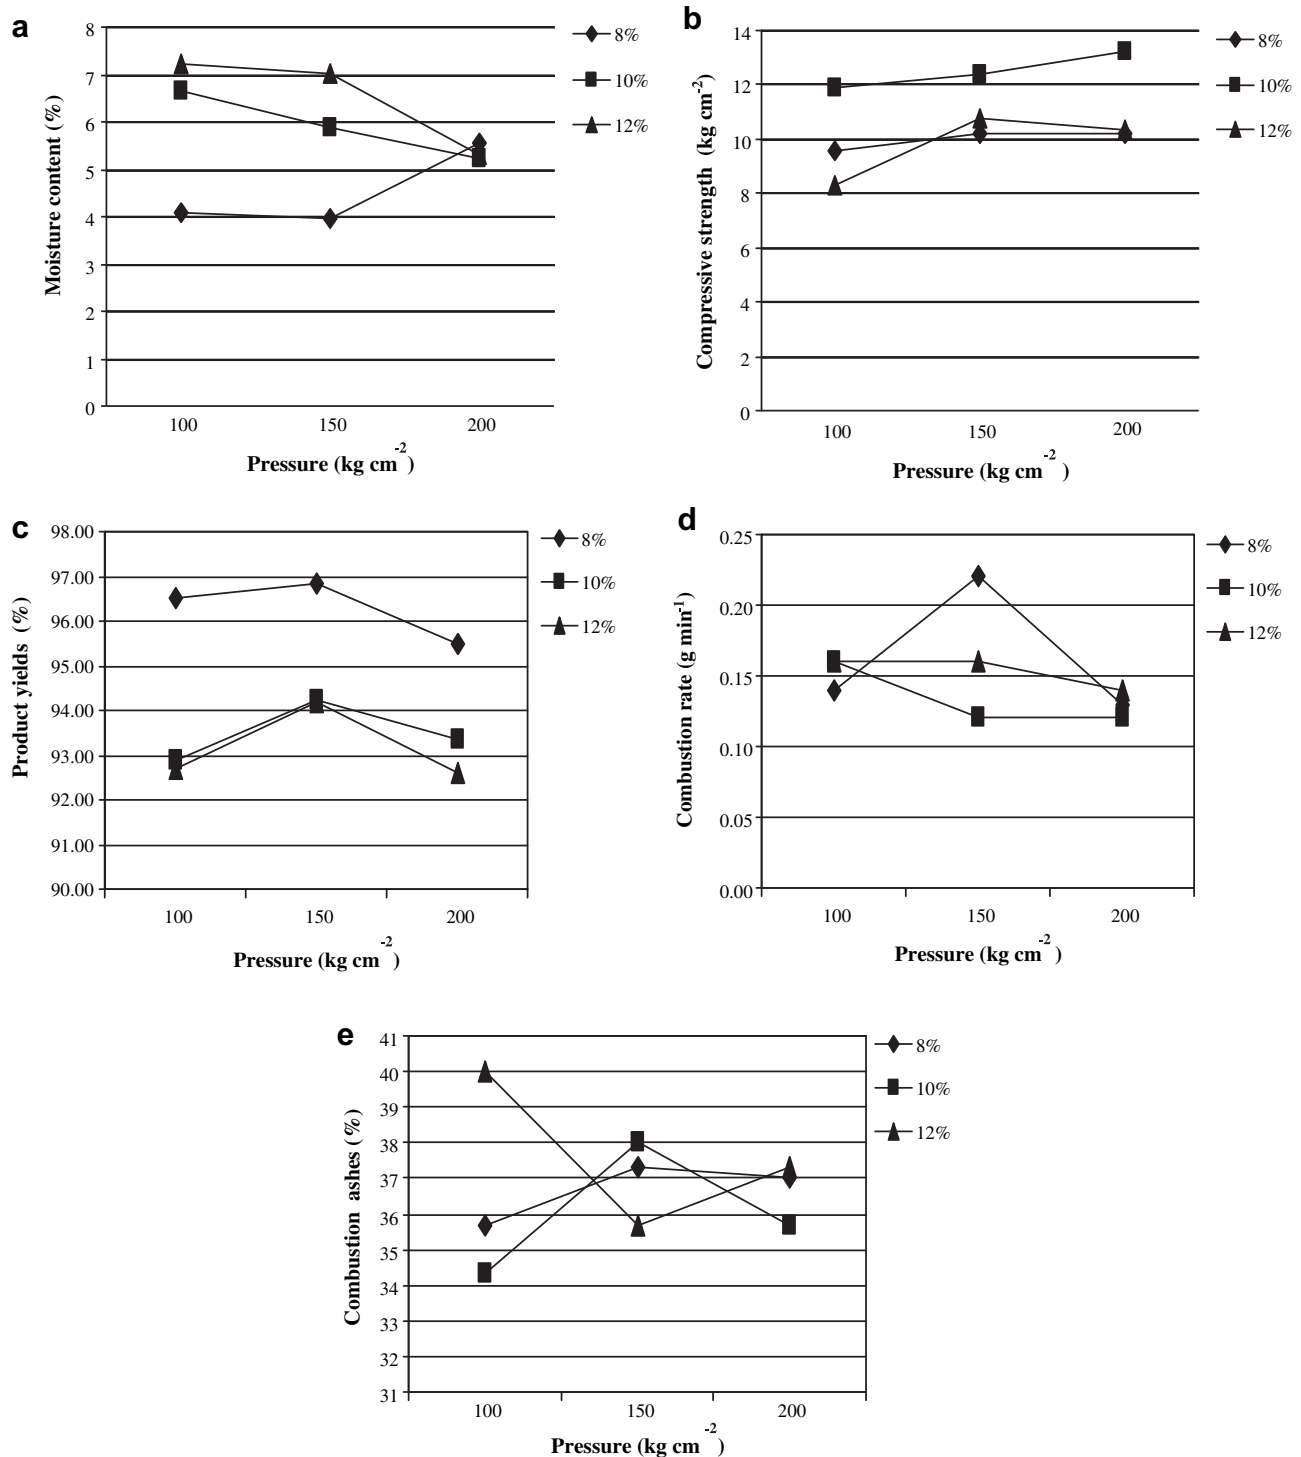 a
8
7
6
5
4
3
2
1
0
Moisture content (%)
100 150 200
Pressure (kg cm-2)
8%
10%
12%
b
14
12
10
8
6
4
2
0
Compressive strength (kg cm-2)
100 150 200
Pressure (kg cm-2)
8%
10%
12%
c
98.00
97.00
96.00
95.00
94.00
93.00
92.00
91.00
90.00
Product yields (%)
100 150 200
Pressure (kg cm-2)
8%
10%
12%
d
0.25
0.20
0.15
0.10
0.05
0.00
Combustion rate (g min-1)
100 150 200
Pressure (kg cm-2)
8%
10%
12%
e
41
40
39
38
37
36
35
34
33
32
31
Combustion ashes (%)
100 150 200
Pressure (kg cm-2)
8%
10%
12%